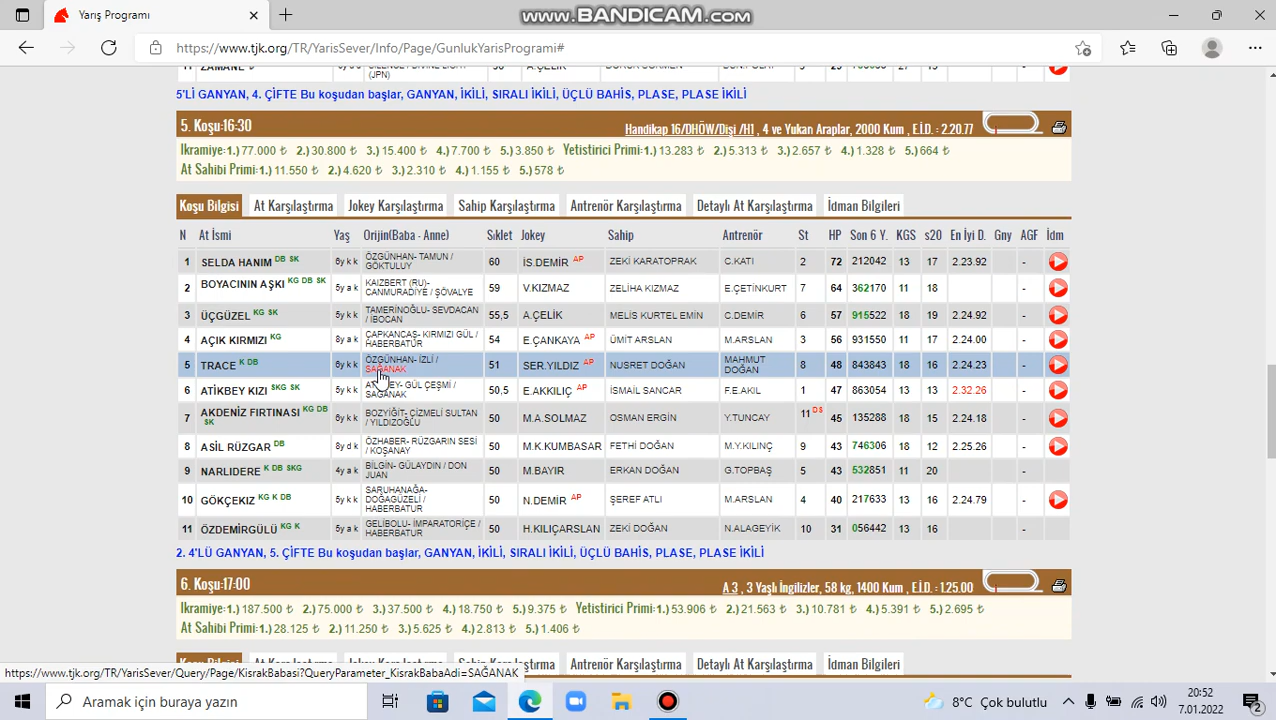 www.BANDICAM.com
Yarış Programı
https://www.tjk.org/TR/YarisSever/Info/Page/GunlukYarisProgrami#
(JPN)
5'Lİ GANYAN, 4. ÇİFTE Bu koşudan başlar, GANYAN, İKİLİ, SIRALI İKİLİ, ÜÇLÜ BAHİS, PLASE, PLASE İKİLİ
5. Koşu:16:30 Handikap 16/DHÖW/Dişi /H1 , 4 ve Yukarı Araplar, 2000 Kum , E.İ.D. : 2.20.77
Ikramiye:1.) 77.000 ₺ 2.) 30.800 ₺ 3.) 15.400 ₺ 4.) 7.700 ₺ 5.) 3.850 ₺ Yetistirici Primi:1.) 13.283 ₺ 2.) 5.313 ₺ 3.) 2.657 ₺ 4.) 1.328 ₺ 5.) 664 ₺
At Sahibi Primi:1.) 11.550 ₺ 2.) 4.620 ₺ 3.) 2.310 ₺ 4.) 1.155 ₺ 5.) 578 ₺
Koşu Bilgisi At Karşılaştırma Jokey Karşılaştırma Sahip Karşılaştırma Antrenör Karşılaştırma Detaylı At Karşılaştırma İdman Bilgileri
N At İsmi Yaş Orijin(Baba - Anne) Sıklet Jokey Sahip Antrenör St HP Son 6 Y. KGS s20 En İyi D. Gny AGF İdm
1 SELDA HANIM DB SK 6y k k ÖZGÜNHAN- TAMUN / GÖKTULUY 60 İS.DEMİR AP ZEKİ KARATOPRAK C.KATI 2 72 212042 13 17 2.23.92 -
2 BOYACININ AŞKI KG DB SK 5y a k KAIZBERT (RU)- CANMURADİYE / ŞÖVALYE 59 V.KIZMAZ ZELİHA KIZMAZ E.ÇETİNKURT 7 64 362170 11 18 -
3 ÜÇGÜZEL KG SK 5y k k TAMERİNOĞLU- SEVDACAN / İBOCAN 55,5 A.ÇELİK MELİS KURTEL EMİN C.DEMİR 6 57 915522 18 19 2.24.92 -
4 AÇIK KIRMIZI KG 5y a k ÇAPKANCAŞ- KIRMIZI GÜL / HABERBATUR 54 E.ÇANKAYA AP ÜMİT ARSLAN M.ARSLAN 3 56 931550 11 17 2.24.00 -
5 TRACE K DB 6y k k ÖZGÜNHAN- İZLİ / SAĞANAK 51 SER.YILDIZ AP NUSRET DOĞAN MAHMUT DOĞAN 8 48 843843 18 16 2.24.23 -
6 ATİKBEY KIZI SKG SK 6y k k GÜL ÇEŞMİ / SAĞANAK 50,5 E.AKKILIÇ AP İSMAİL SANCAR F.E.AKIL 1 47 863054 13 13 2.32.26 -
7 AKDENİZ FIRTINASI KG DB SK 6y k k BOZYİĞİT- ÇİZMELİ SULTAN / YILDIZOĞLU 50 M.A.SOLMAZ OSMAN ERGİN Y.TUNCAY 11 DS 45 135288 18 15 2.24.18 -
8 ASİL RÜZGAR DB 8y d k ÖZHABER- RÜZGARIN SESİ / KOŞANAY 50 M.K.KUMBASAR FETHİ DOĞAN M.Y.KILINÇ 9 43 746306 18 12 2.25.26 -
9 NARLIDERE K DB SKG 4y a k BİLGİN- GÜLAYDIN / DON JUAN 50 M.BAYIR ERKAN DOĞAN G.TOPBAŞ 5 43 532851 11 20 -
10 GÖKÇEKIZ KG K DB 5y k k SARUHANAĞA- DOĞAGÜZELİ / HABERBATUR 50 N.DEMİR AP ŞEREF ATLI M.ARSLAN 4 40 217633 13 16 2.24.79 -
11 ÖZDEMİRGÜLÜ KG K 5y a k GELİBOLU- İMPARATORİÇE / HABERBATUR 50 H.KILIÇARSLAN ZEKİ DOĞAN N.ALAGEYİK 10 31 056442 13 16 -
2. 4'LÜ GANYAN, 5. ÇİFTE Bu koşudan başlar, GANYAN, İKİLİ, SIRALI İKİLİ, ÜÇLÜ BAHİS, PLASE, PLASE İKİLİ
6. Koşu:17:00 A 3 , 3 Yaşlı İngilizler, 58 kg, 1400 Kum , E.İ.D. : 1.25.00
Ikramiye:1.) 187.500 ₺ 2.) 75.000 ₺ 3.) 37.500 ₺ 4.) 18.750 ₺ 5.) 9.375 ₺ Yetistirici Primi:1.) 53.906 ₺ 2.) 21.563 ₺ 3.) 10.781 ₺ 4.) 5.391 ₺ 5.) 2.695 ₺
At Sahibi Primi:1.) 28.125 ₺ 2.) 11.250 ₺ 3.) 5.625 ₺ 4.) 2.813 ₺ 5.) 1.406 ₺
Koşu Bilgisi At Karşılaştırma Jokey Karşılaştırma Sahip Karşılaştırma Antrenör Karşılaştırma Detaylı At Karşılaştırma İdman Bilgileri
https://www.tjk.org/TR/YarisSever/Query/Page/KisrakBabasi?QueryParameter_KisrakBabaAdi=SAĞANAK
Aramak için buraya yazın
8°C Çok bulutlu
20:52
7.01.2022
2